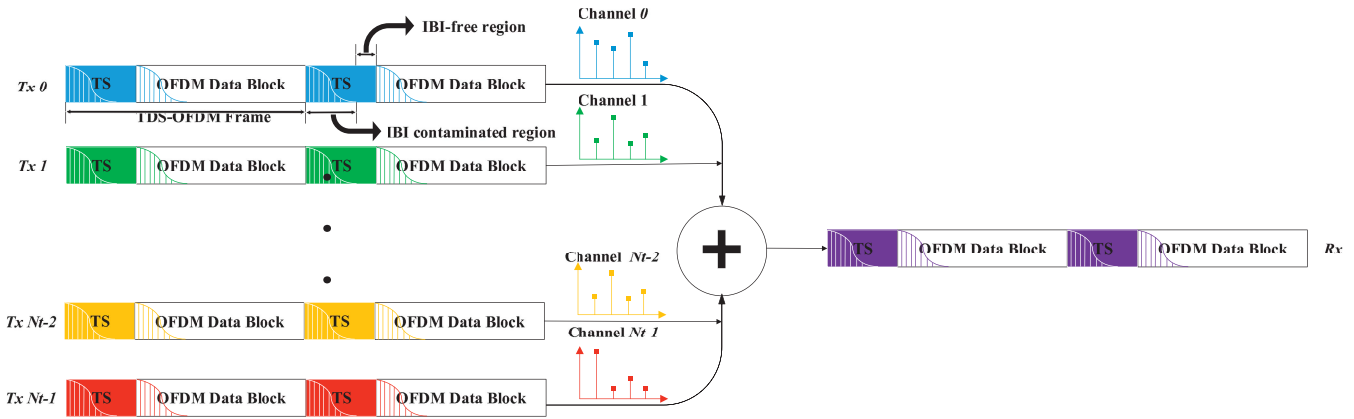 Channel 0
IBI-free region
Tx 0
TS OFDM Data Block TS OFDM Data Block
TDS-OFDM Frame
Channel 1
IBI contaminated region
Tx 1
TS OFDM Data Block TS OFDM Data Block
TS OFDM Data Block TS OFDM Data Block
Rx
Channel Nt-2
Tx Nt-2
TS OFDM Data Block TS OFDM Data Block
Channel Nt-1
Tx Nt-1
TS OFDM Data Block TS OFDM Data Block